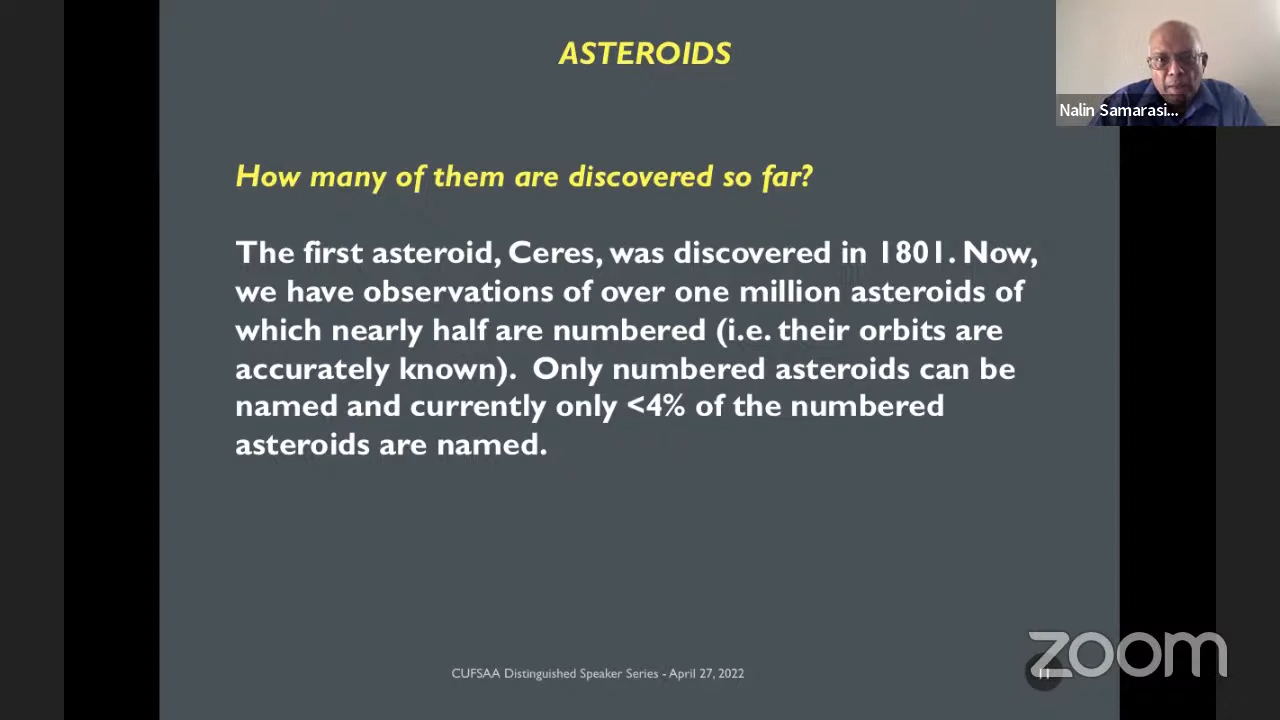 ASTEROIDS
Nalin Samarasi...
How many of them are discovered so far?
The first asteroid, Ceres, was discovered in 1801. Now,
we have observations of over one million asteroids of
which nearly half are numbered (i.e. their orbits are
accurately known). Only numbered asteroids can be
named and currently only <4% of the numbered
asteroids are named.
zoom
CUFSAA Distinguished Speaker Series - April 27, 2022
11